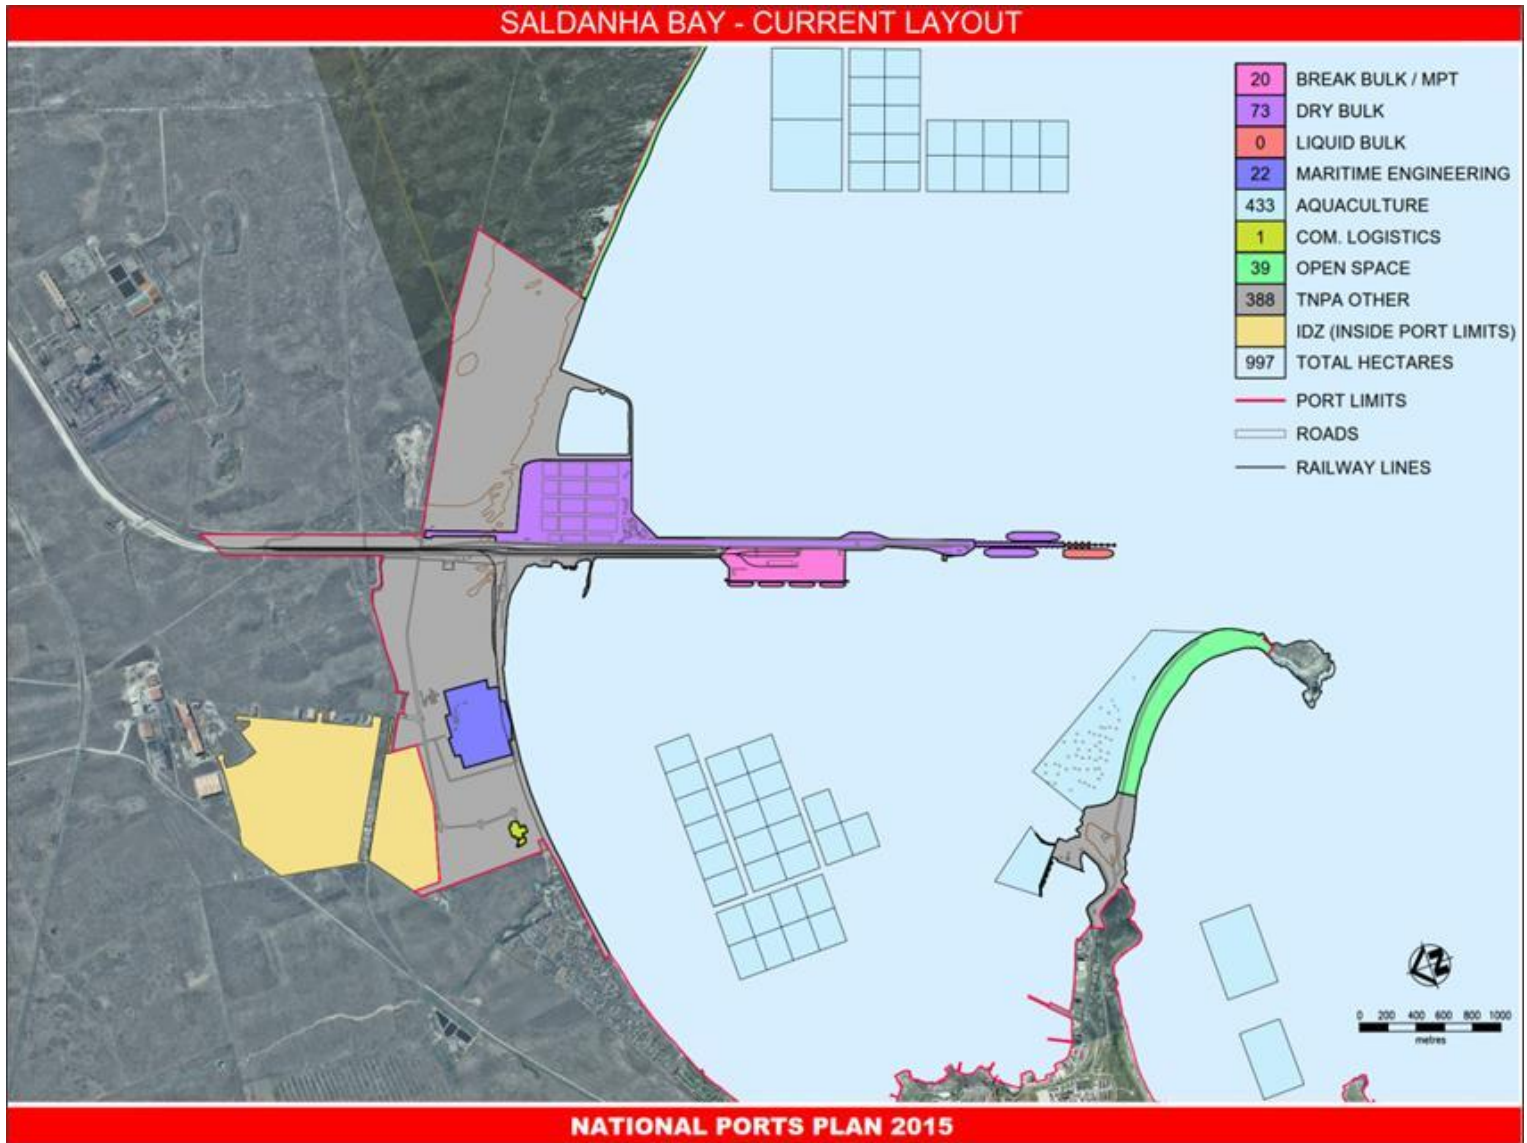 SALDANHA BAY - CURRENT LAYOUT
20 BREAK BULK / MPT
73 DRY BULK
0 LIQUID BULK
22 MARITIME ENGINEERING
433 AQUACULTURE
1 COM. LOGISTICS
39 OPEN SPACE
388 TNPA OTHER
IDZ (INSIDE PORT LIMITS)
997 TOTAL HECTARES
PORT LIMITS
ROADS
RAILWAY LINES
Z
0 200 400 600 800 1000
metres
NATIONAL PORTS PLAN 2015